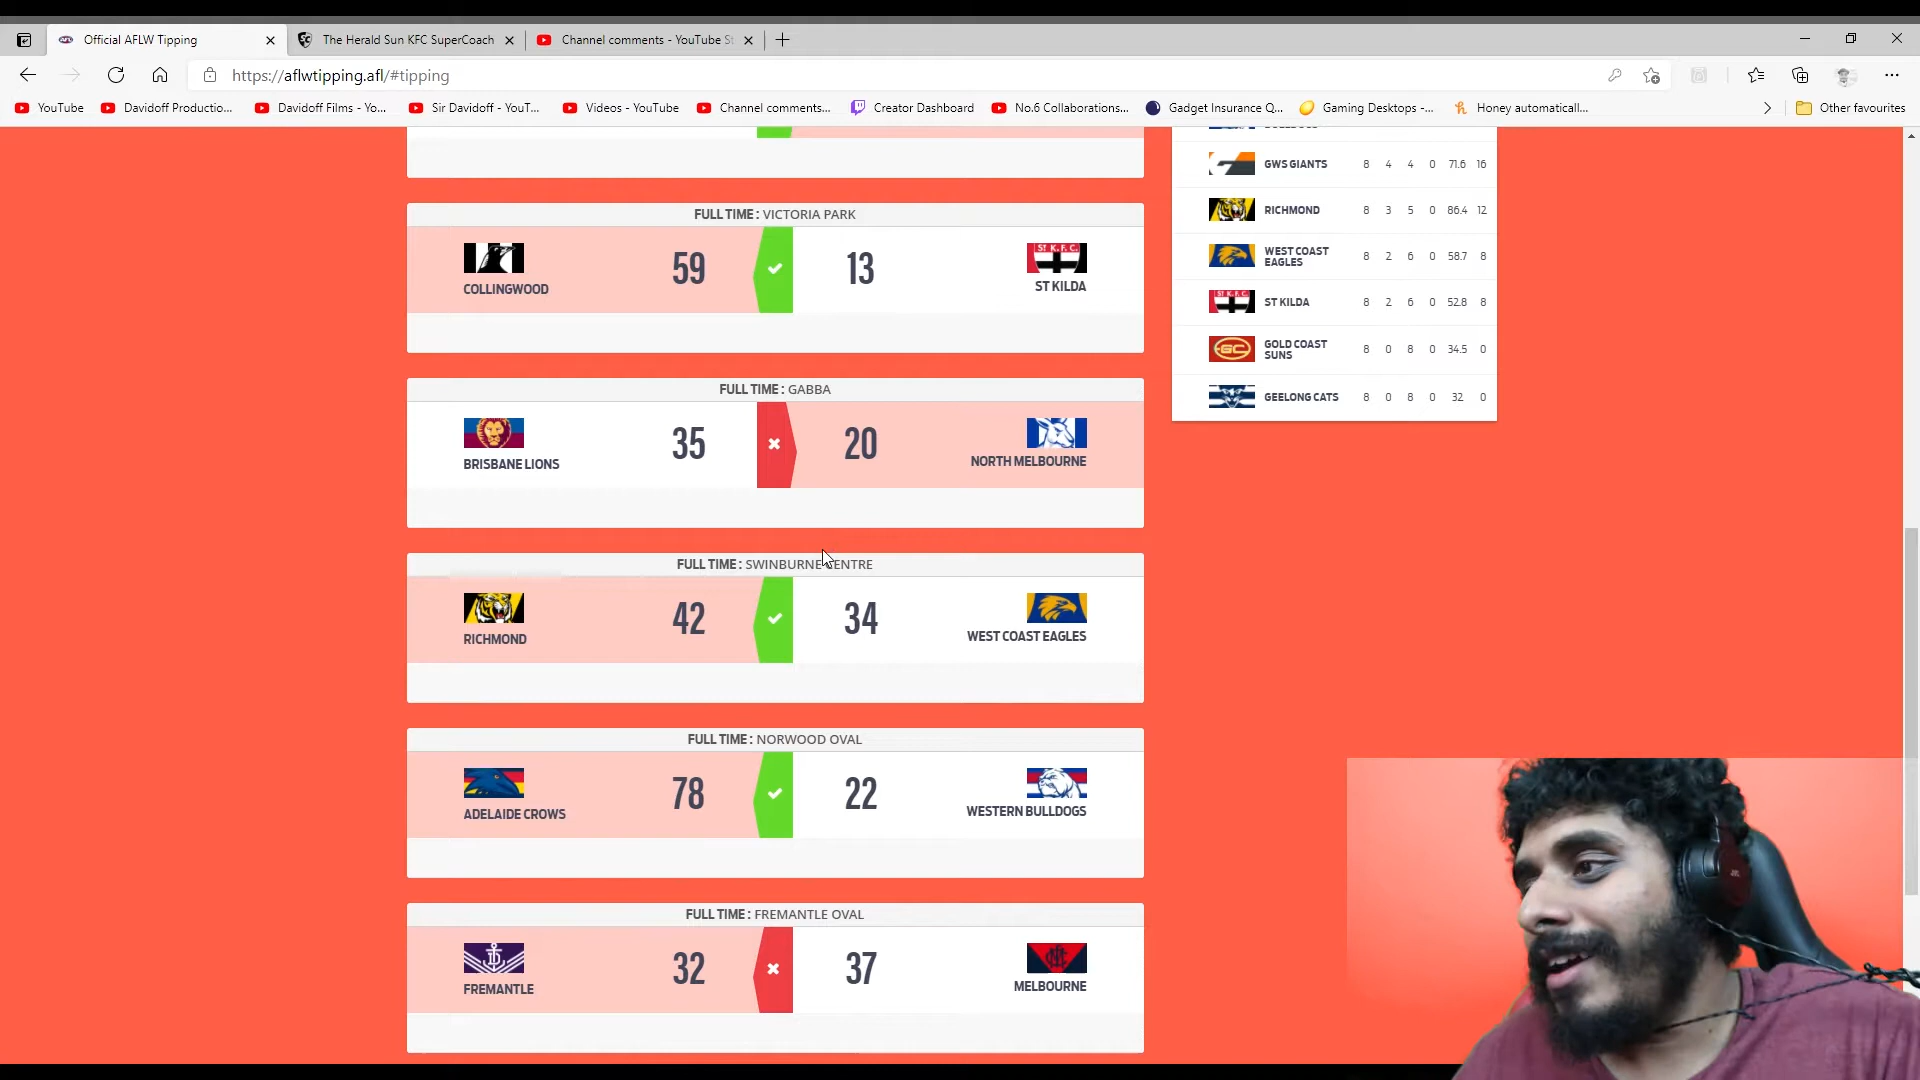 Official AFLW Tipping
The Herald Sun KFC SuperCoach
Channel comments - YouTube St
https://aflwtipping.afl/#tipping
YouTube
Davidoff Productio...
Davidoff Films - Yo...
Sir Davidoff - YouT...
Videos - YouTube
Channel comments...
Creator Dashboard
No.6 Collaborations...
Gadget Insurance Q...
Gaming Desktops -...
Honey automaticall...
Other favourites
FULL TIME : VICTORIA PARK
COLLINGWOOD
59
13
ST K.F.C.
ST KILDA
FULL TIME : GABBA
BRISBANE LIONS
35
20
NORTH MELBOURNE
FULL TIME : SWINBURNE CENTRE
RICHMOND
42
34
WEST COAST EAGLES
FULL TIME : NORWOOD OVAL
ADELAIDE CROWS
78
22
WESTERN BULLDOGS
FULL TIME : FREMANTLE OVAL
FREMANTLE
32
37
MELBOURNE
GWS GIANTS 8 4 4 0 71.6 16
RICHMOND 8 3 5 0 86.4 12
WEST COAST EAGLES 8 2 6 0 58.7 8
ST KILDA 8 2 6 0 52.8 8
GOLD COAST SUNS 8 0 8 0 34.5 0
GEELONG CATS 8 0 8 0 32 0